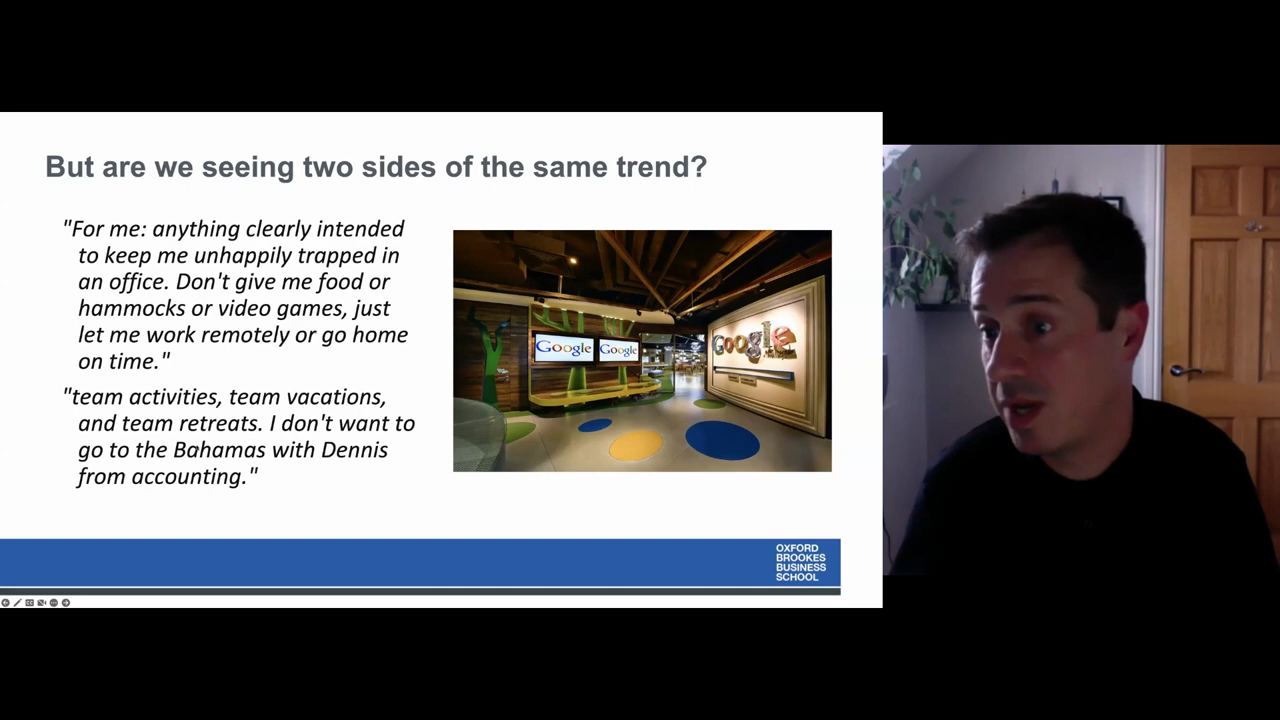 But are we seeing two sides of the same trend?
"For me: anything clearly intended
to keep me unhappily trapped in
an office. Don't give me food or
hammocks or video games, just
let me work remotely or go home
on time."
"team activities, team vacations,
and team retreats. I don't want to
go to the Bahamas with Dennis
from accounting."
Google
Google
Google
OXFORD
BROOKES
BUSINESS
SCHOOL